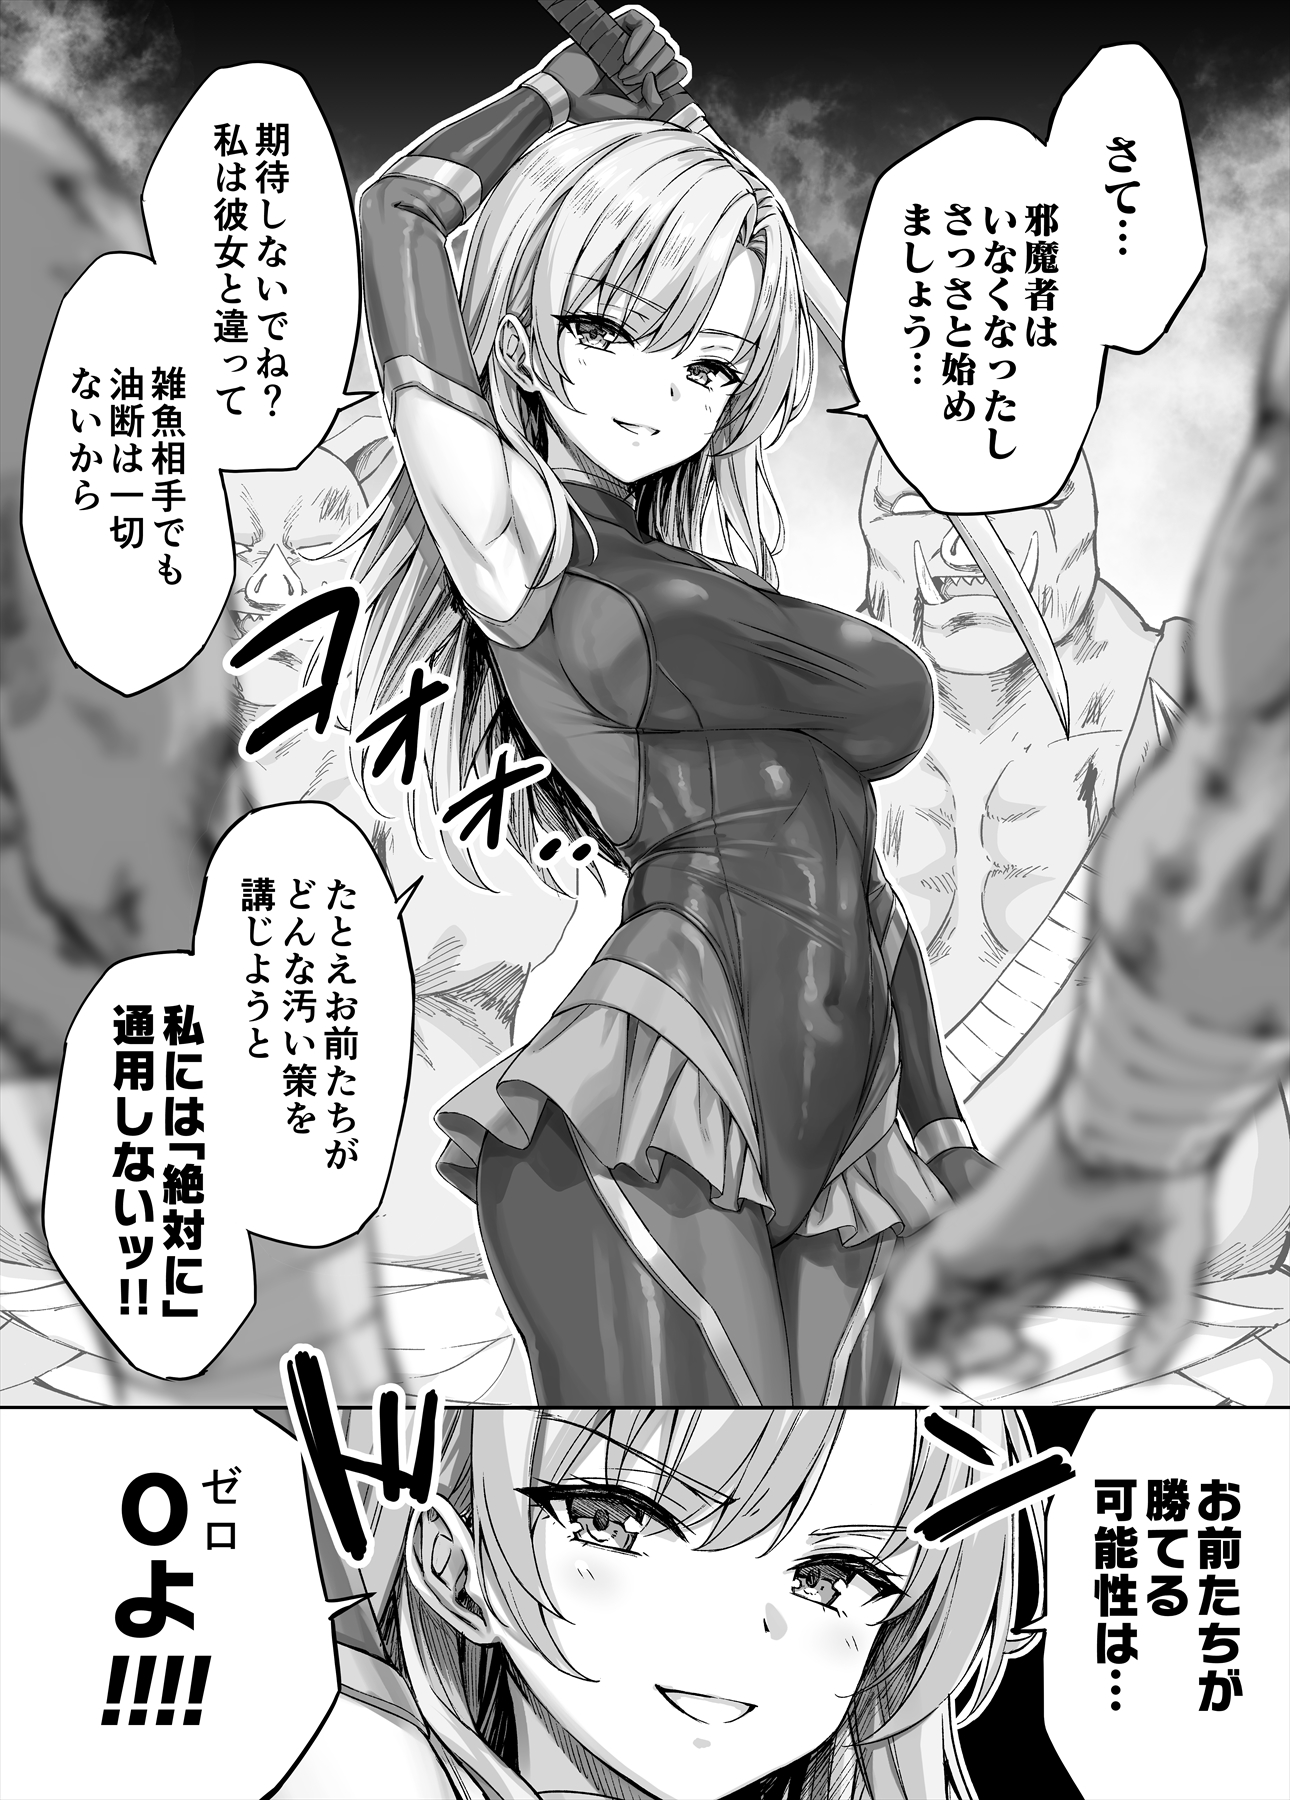 さて…
邪魔者は
いなくなったし
さっさと始め
ましょう…
期待しないでね？
私は彼女と違って
雑魚相手でも
油断は一切
ないから
ゴォォ…
たとえお前たちが
どんな汚い策を
講じようと
私には「絶対に」
通用しないッ!!
お前たちが
勝てる
可能性は…
ドン
ゼロ
0よ!!!!